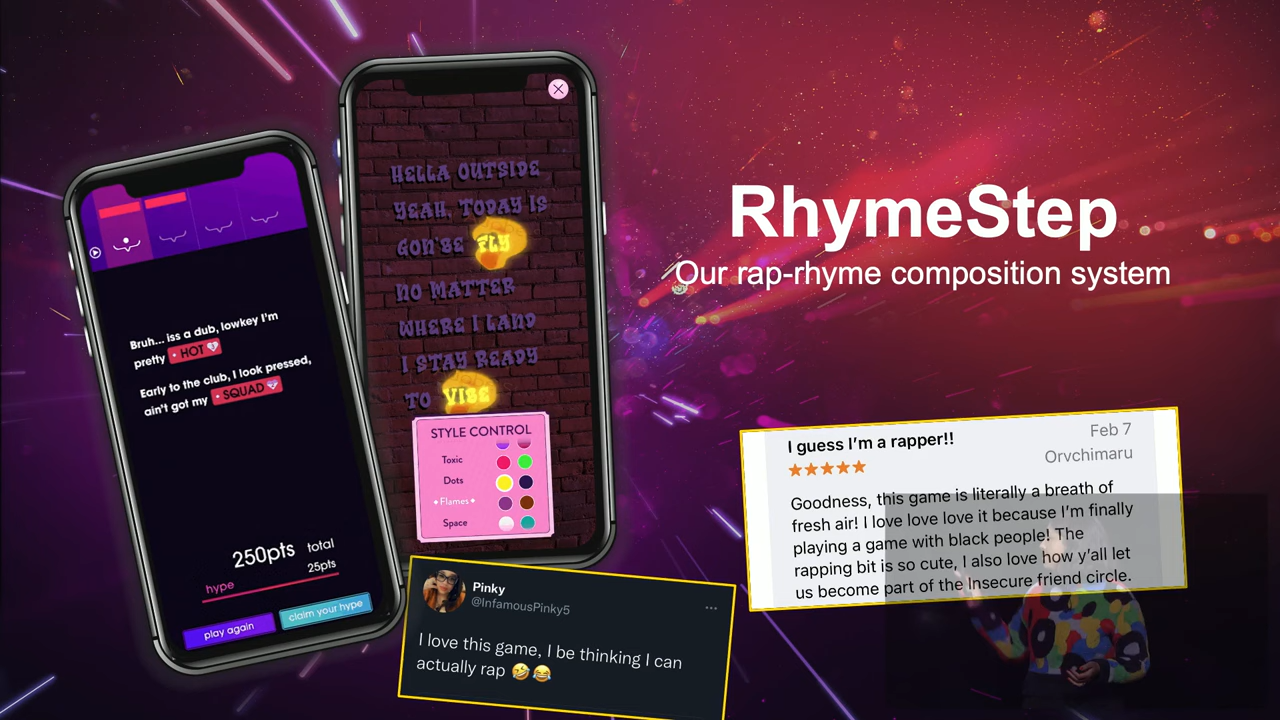 RhymeStep
Our rap-rhyme composition system
Bruh... iss a dub, lowkey I'm
pretty • HOT
Early to the club, I look pressed,
ain't got my • SQUAD
250pts total
hype 25pts
play again
claim your hype
HELLA OUTSIDE
YEAH, TODAY IS
GON'BE FLY
NO MATTER
WHERE I LAND
I STAY READY
TO VIBE
STYLE CONTROL
Toxic
Dots
Flames
Space
Pinky
@InfamousPinky5
I love this game, I be thinking I can
actually rap 🤣😂
I guess I'm a rapper!!
Feb 7
Orvchimaru
Goodness, this game is literally a breath of
fresh air! I love love love it because I'm finally
playing a game with black people! The
rapping bit is so cute, I also love how y'all let
us become part of the Insecure friend circle.